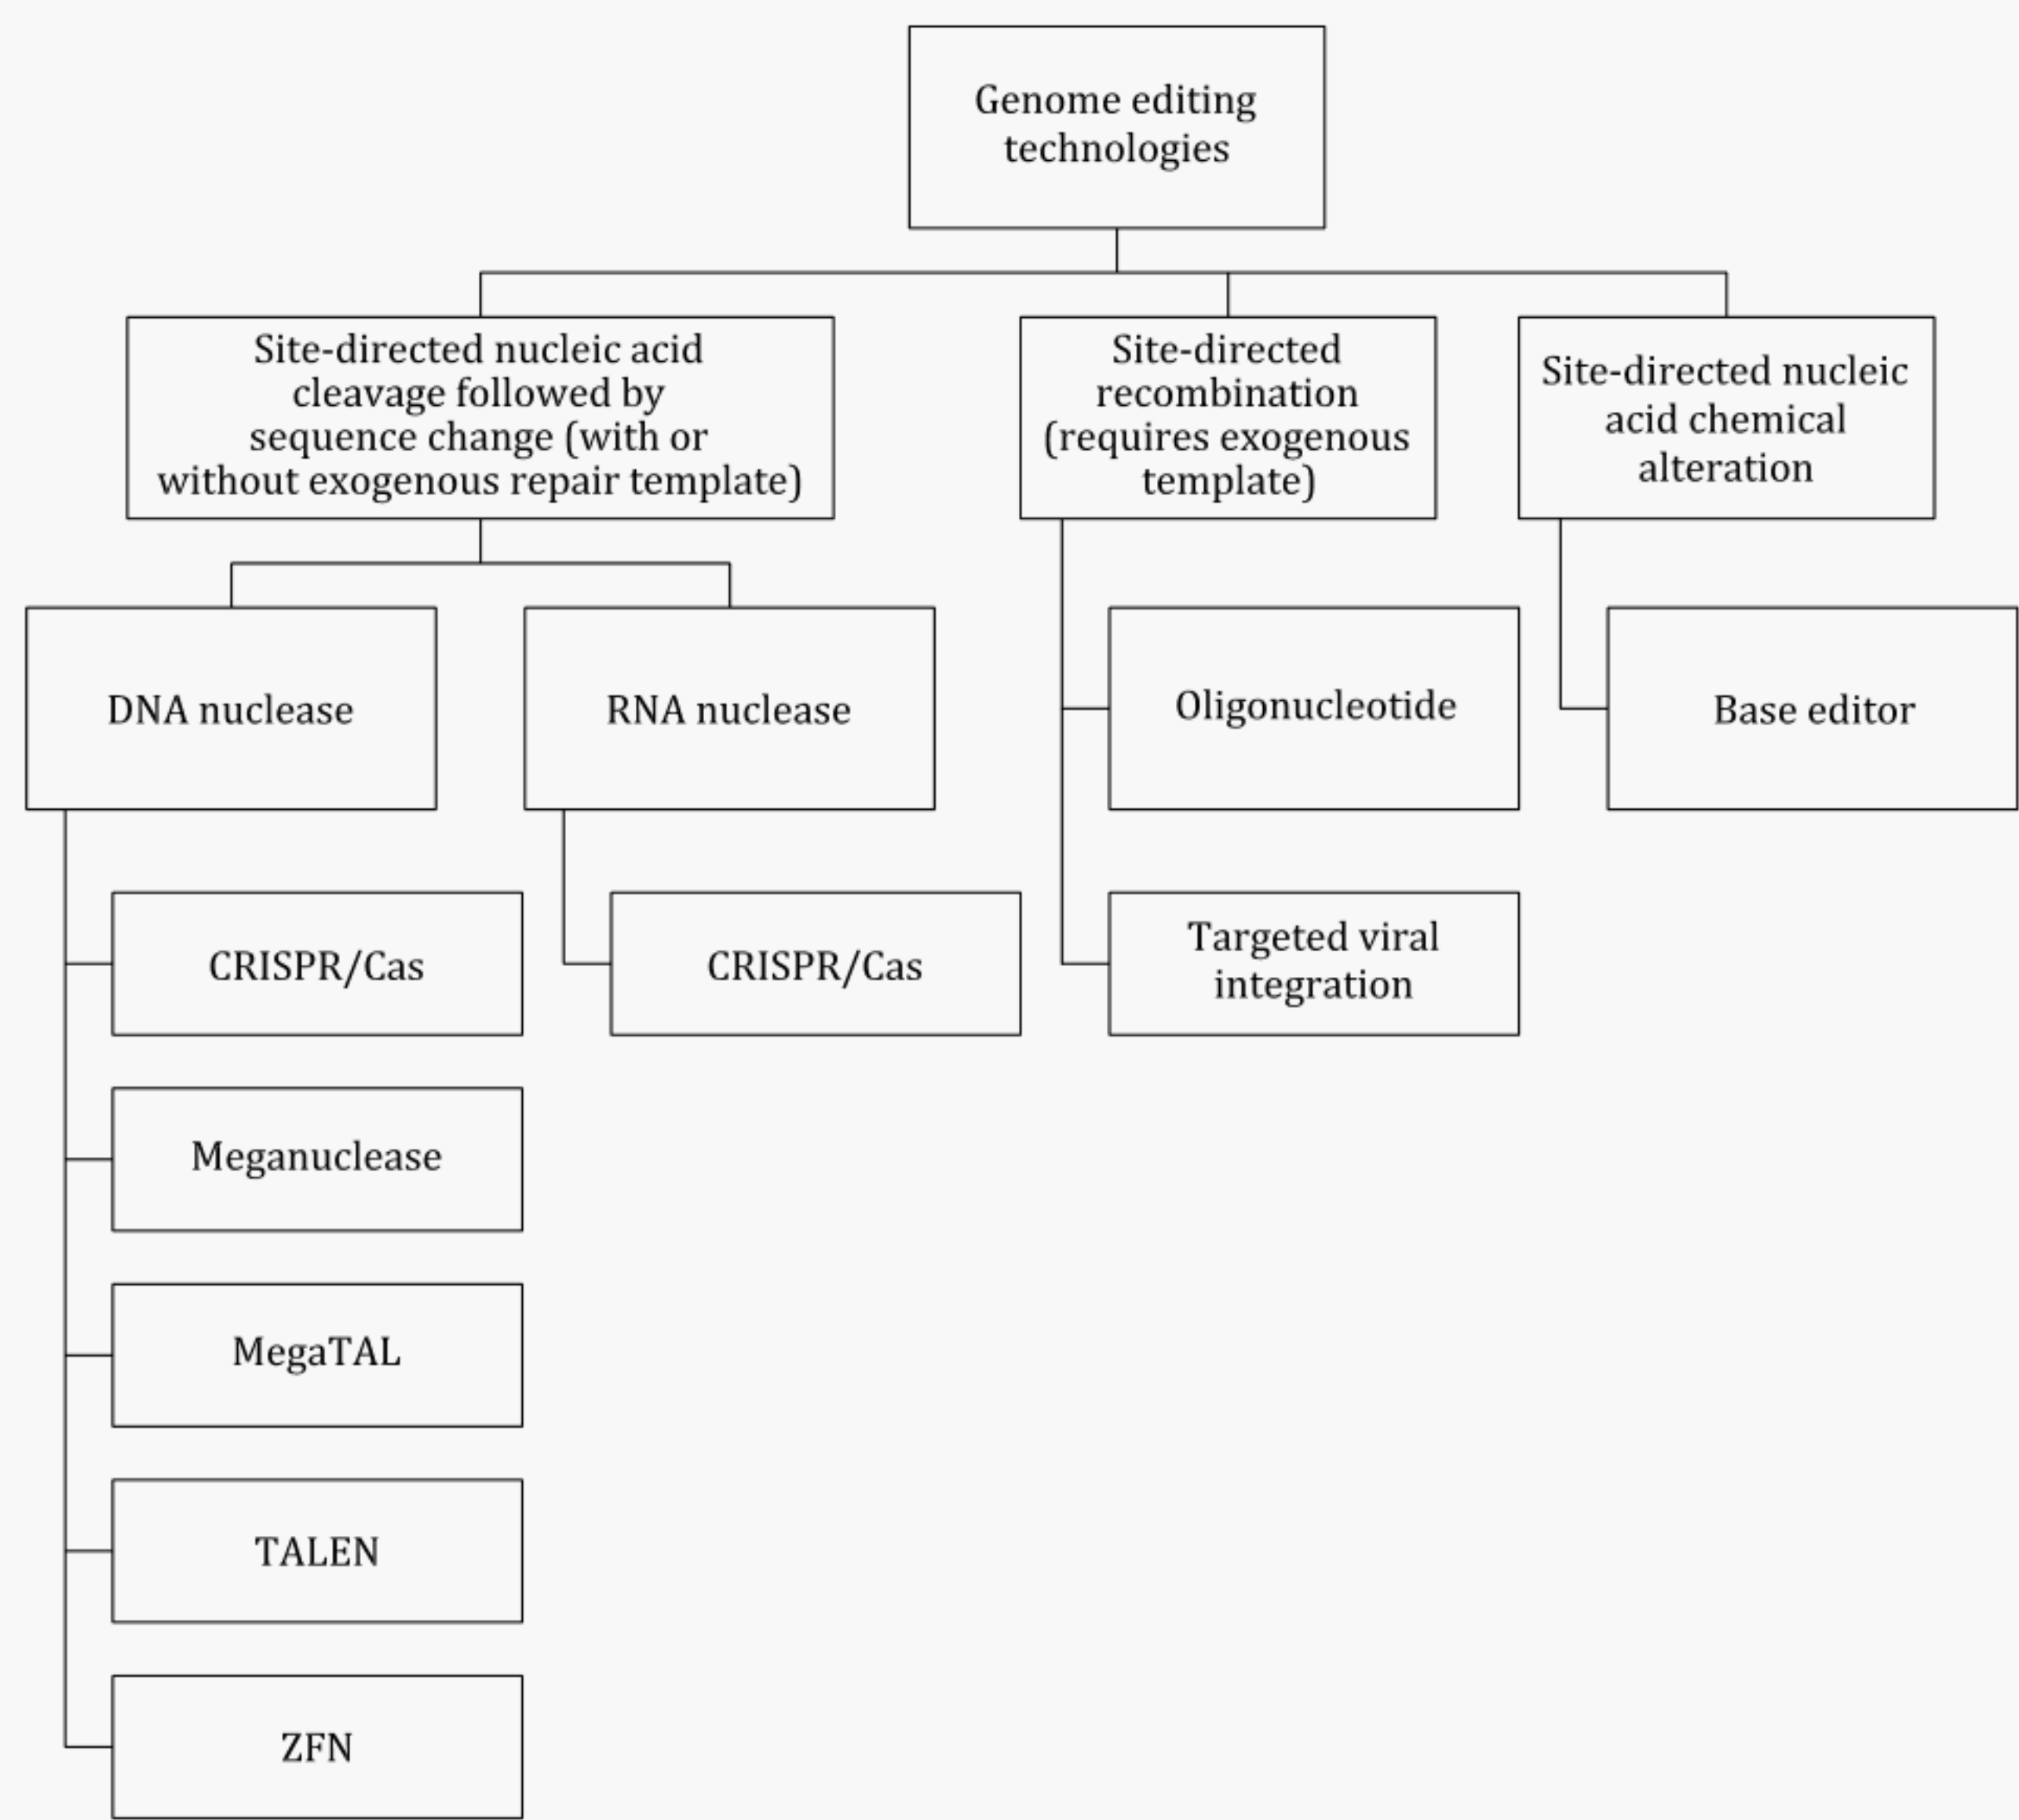 Genome editing
technologies
Site-directed nucleic acid
cleavage followed by
sequence change (with or
without exogenous repair template)
Site-directed
recombination
(requires exogenous
template)
Site-directed nucleic
acid chemical
alteration
DNA nuclease
RNA nuclease
Oligonucleotide
Base editor
CRISPR/Cas
CRISPR/Cas
Targeted viral
integration
Meganuclease
MegaTAL
TALEN
ZFN